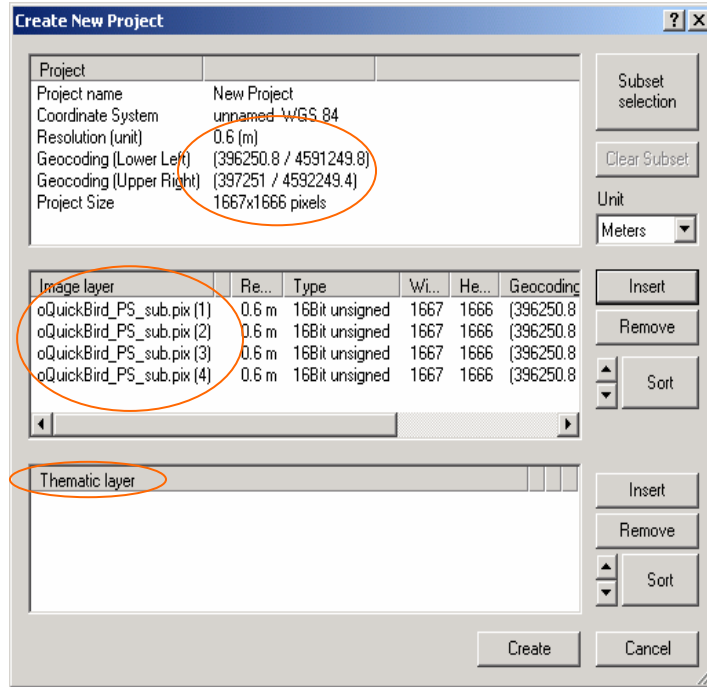 Create New Project
Project
Project name New Project
Coordinate System unnamed WGS 84
Resolution (unit) 0.6 (m)
Geocoding (Lower Left) (396250.8 / 4591249.8)
Geocoding (Upper Right) (397251 / 4592249.4)
Project Size 1667x1666 pixels
Subset selection
Clear Subset
Unit
Meters
Image layer Re... Type Wi... He... Geocoding
oQuickBird_PS_sub.pix (1) 0.6 m 16Bit unsigned 1667 1666 (396250.8
oQuickBird_PS_sub.pix (2) 0.6 m 16Bit unsigned 1667 1666 (396250.8
oQuickBird_PS_sub.pix (3) 0.6 m 16Bit unsigned 1667 1666 (396250.8
oQuickBird_PS_sub.pix (4) 0.6 m 16Bit unsigned 1667 1666 (396250.8
Insert
Remove
Sort
Thematic layer
Insert
Remove
Sort
Create Cancel